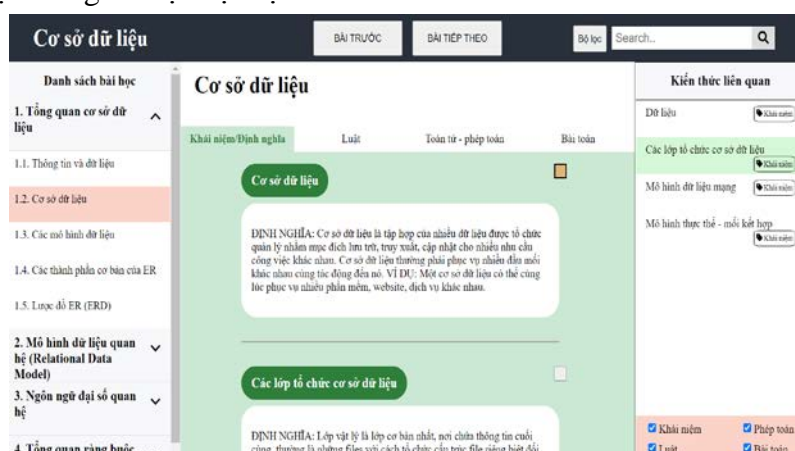 Cơ sở dữ liệu
BÀI TRƯỚC
BÀI TIẾP THEO
Bộ lọc
Search..
Danh sách bài học
1. Tổng quan cơ sở dữ
liệu
1.1. Thông tin và dữ liệu
1.2. Cơ sở dữ liệu
1.3. Các mô hình dữ liệu
1.4. Các thành phần cơ bản của ER
1.5. Lược đồ ER (ERD)
2. Mô hình dữ liệu quan
hệ (Relational Data
Model)
3. Ngôn ngữ đại số quan
hệ
4. Tổng quan ràng buộc
Cơ sở dữ liệu
Khái niệm/Định nghĩa
Luật
Toán tử - phép toán
Bài toán
Cơ sở dữ liệu
ĐỊNH NGHĨA: Cơ sở dữ liệu là tập hợp của nhiều dữ liệu được tổ chức
quản lý nhằm mục đích lưu trữ, truy xuất, cập nhật cho nhiều nhu cầu
công việc khác nhau. Cơ sở dữ liệu thường phải phục vụ nhiều đầu mối
khác nhau cùng tác động đến nó. VÍ DỤ: Một cơ sở dữ liệu có thể cùng
lúc phục vụ nhiều phần mềm, website, dịch vụ khác nhau.
Các lớp tổ chức cơ sở dữ liệu
ĐỊNH NGHĨA: Lớp vật lý là lớp cơ bản nhất, nơi chứa thông tin cuối
cùng, thường là những files với cách tổ chức cấu trúc file riêng biệt đối
Kiến thức liên quan
Dữ liệu
Khái niệm
Các lớp tổ chức cơ sở dữ liệu
Khái niệm
Mô hình dữ liệu mạng
Khái niệm
Mô hình thực thể - mối kết hợp
Khái niệm
Khái niệm
Phép toán
Luật
Bài toán